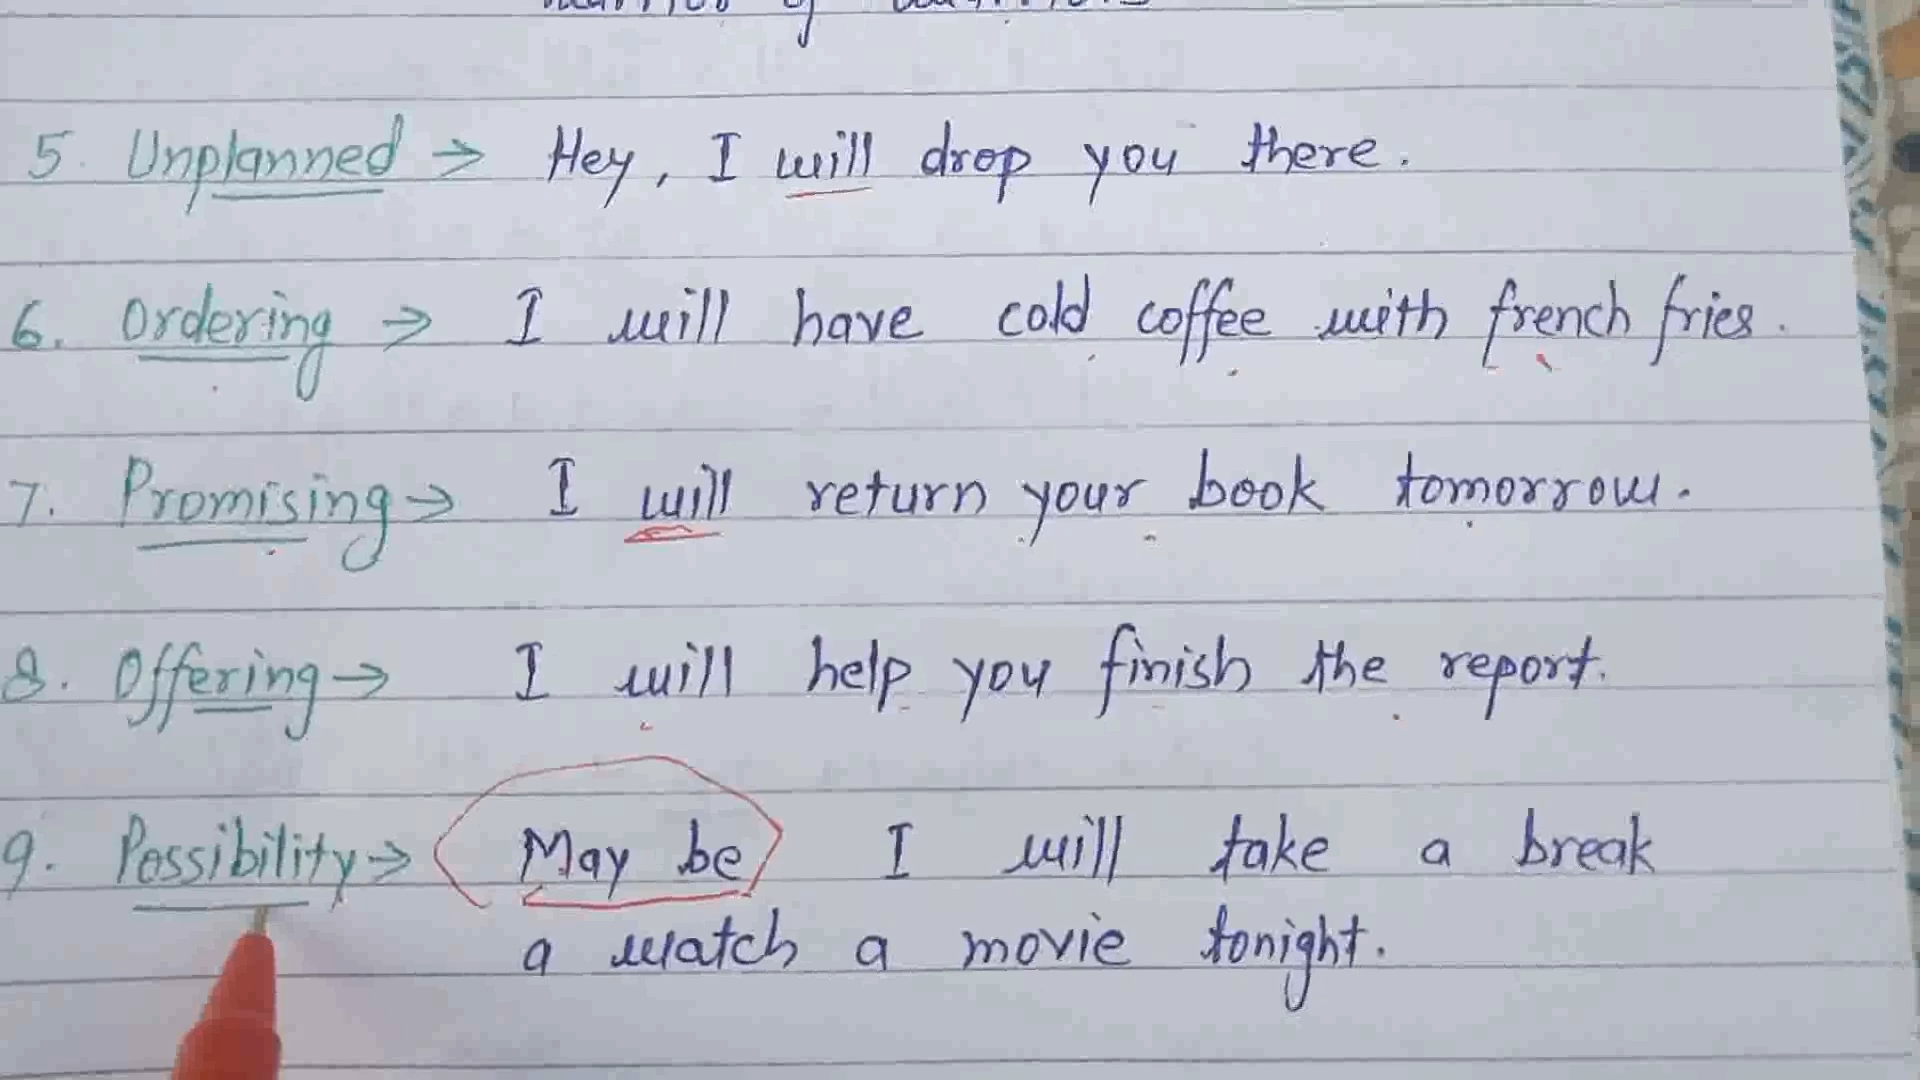 5. Unplanned → Hey, I will drop you there.
6. Ordering → I will have cold coffee with french fries.
7. Promising → I will return your book tomorrow.
8. Offering → I will help you finish the report.
9. Possibility → May be I will take a break
a watch a movie tonight.